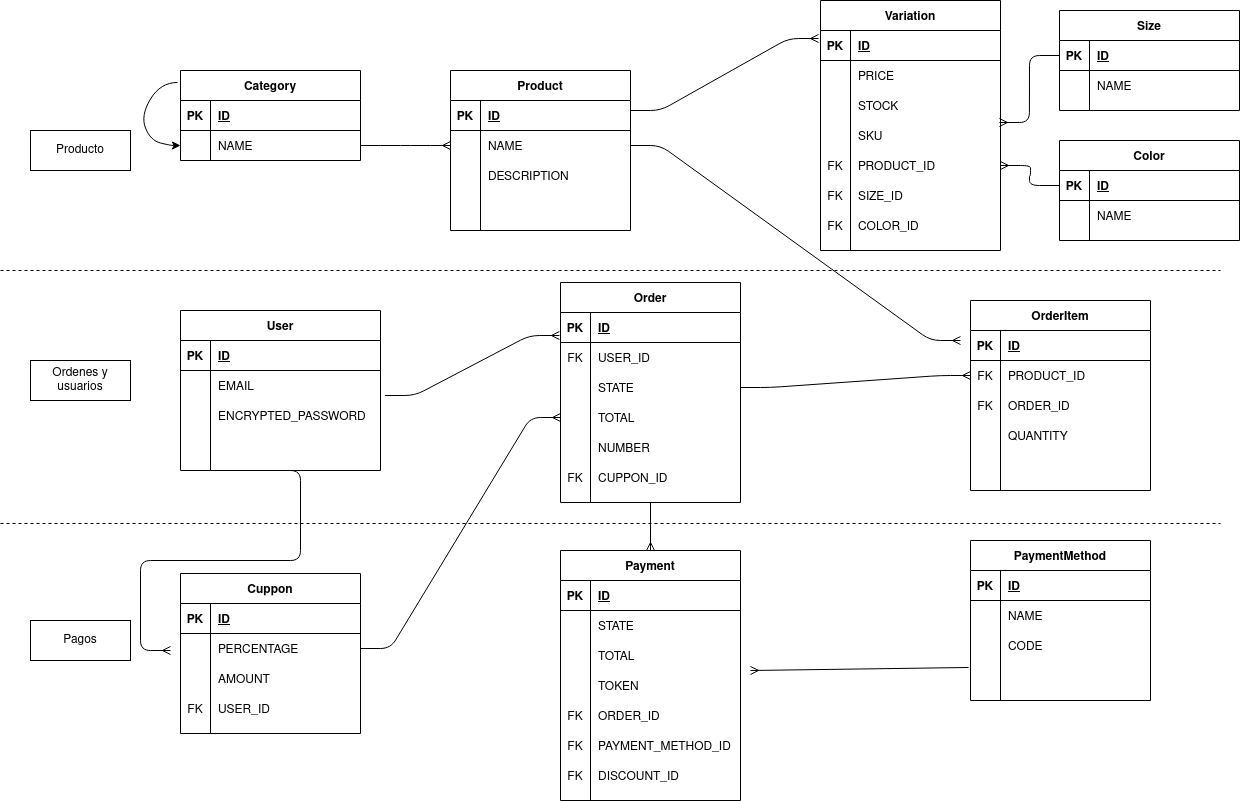 Producto
Category
PK ID
NAME
Product
PK ID
NAME
DESCRIPTION
Variation
PK ID
PRICE
STOCK
SKU
FK PRODUCT_ID
FK SIZE_ID
FK COLOR_ID
Size
PK ID
NAME
Color
PK ID
NAME
Ordenes y
usuarios
User
PK ID
EMAIL
ENCRYPTED_PASSWORD
Order
PK ID
FK USER_ID
STATE
TOTAL
NUMBER
FK CUPPON_ID
OrderItem
PK ID
FK PRODUCT_ID
FK ORDER_ID
QUANTITY
Pagos
Cuppon
PK ID
PERCENTAGE
AMOUNT
FK USER_ID
Payment
PK ID
STATE
TOTAL
TOKEN
FK ORDER_ID
FK PAYMENT_METHOD_ID
FK DISCOUNT_ID
PaymentMethod
PK ID
NAME
CODE